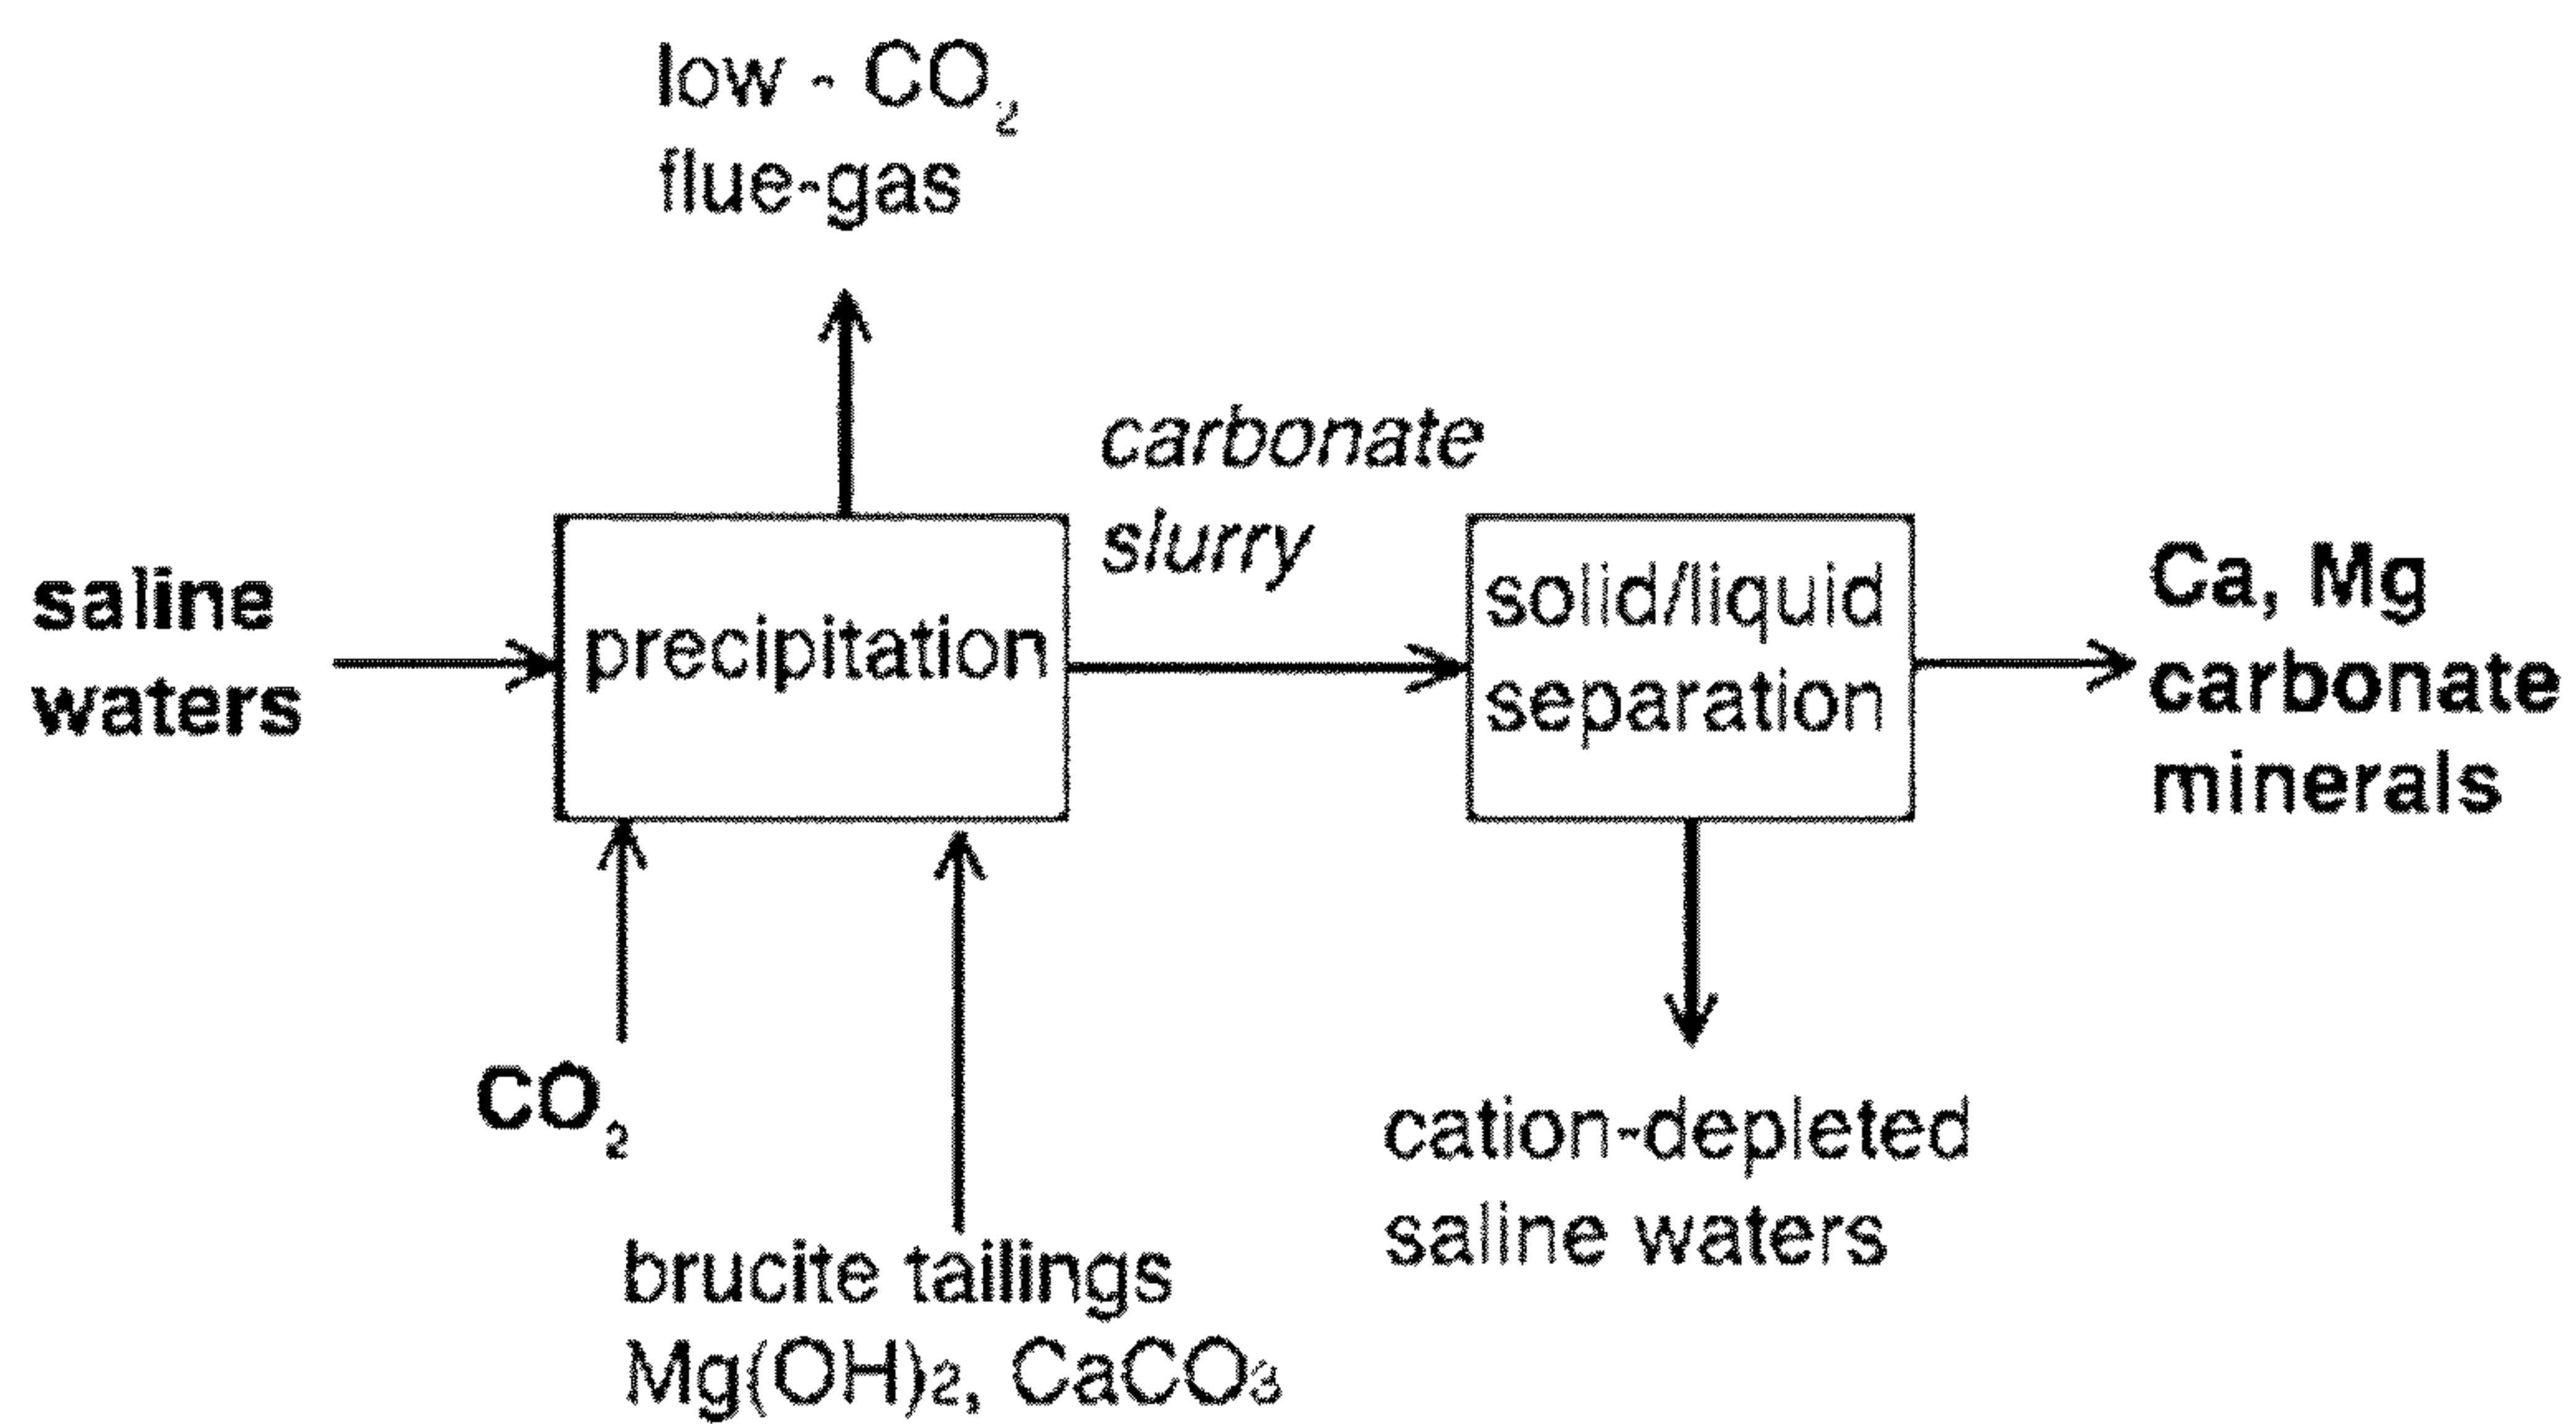 low - CO₂
flue-gas
carbonate
slurry
saline
waters
precipitation
solid/liquid
separation
Ca, Mg
carbonate
minerals
CO₂
cation-depleted
saline waters
brucite tailings
Mg(OH)₂, CaCO₃